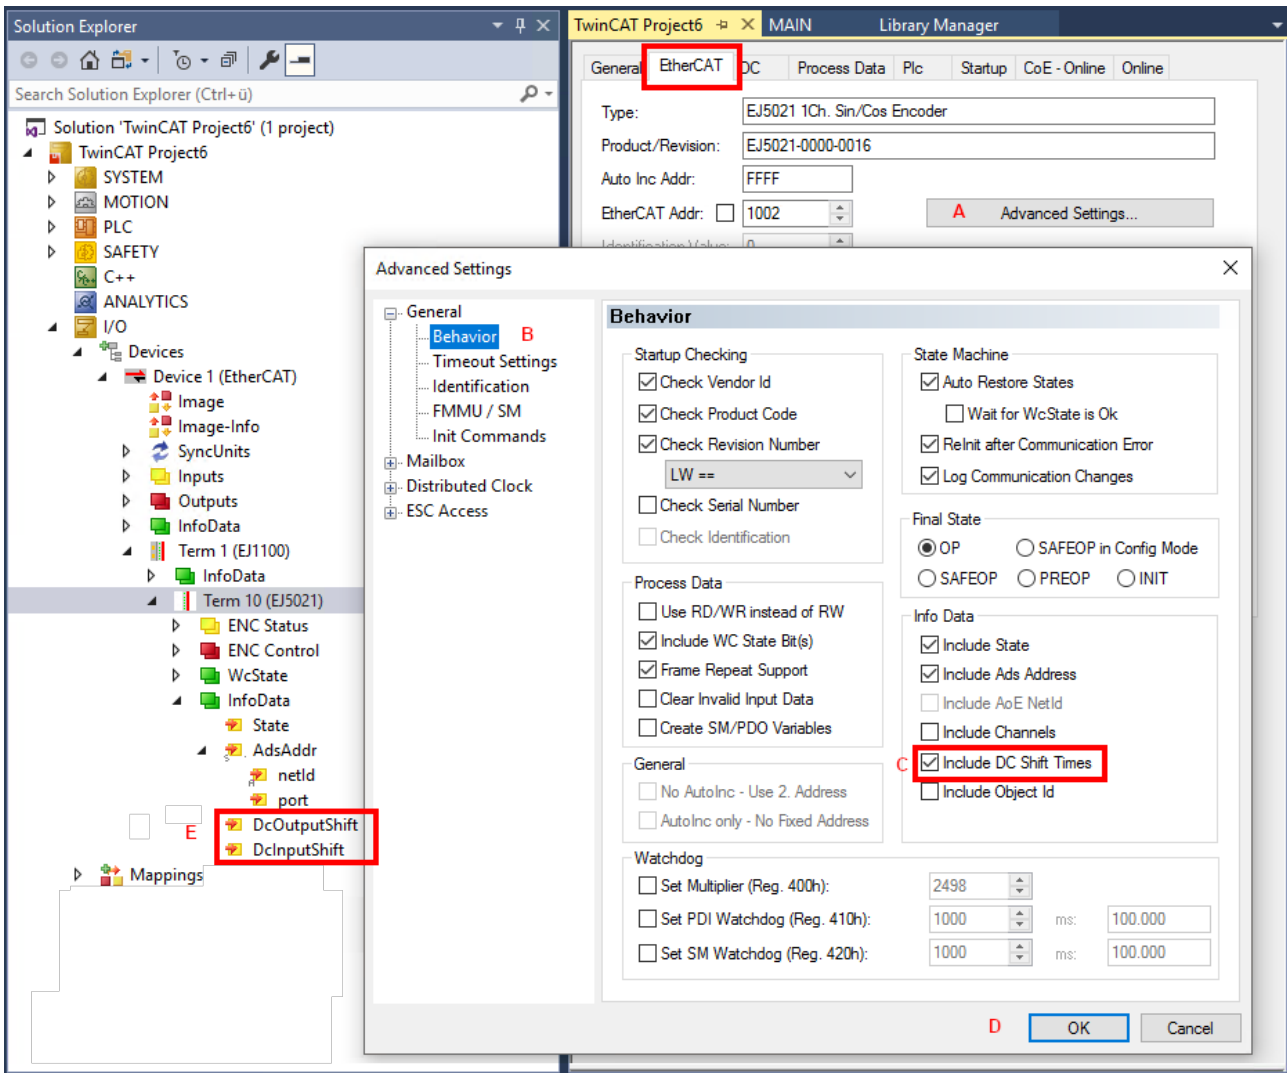 Solution Explorer
Search Solution Explorer (Ctrl+ü)
Solution 'TwinCAT Project6' (1 project)
TwinCAT Project6
SYSTEM
MOTION
PLC
SAFETY
C++
ANALYTICS
I/O
Devices
Device 1 (EtherCAT)
Image
Image-Info
SyncUnits
Inputs
Outputs
InfoData
Term 1 (EJ1100)
InfoData
Term 10 (EJ5021)
ENC Status
ENC Control
WcState
InfoData
State
AdsAddr
netId
port
E
DcOutputShift
DcInputShift
Mappings
TwinCAT Project6
MAIN
Library Manager
General
EtherCAT
DC
Process Data
Plc
Startup
CoE - Online
Online
Type:
EJ5021 1Ch. Sin/Cos Encoder
Product/Revision:
EJ5021-0000-0016
Auto Inc Addr:
FFFF
EtherCAT Addr:
1002
A
Advanced Settings...
Identification Value:
0
Advanced Settings
General
Behavior
B
Timeout Settings
Identification
FMMU / SM
Init Commands
Mailbox
Distributed Clock
ESC Access
Behavior
Startup Checking
Check Vendor Id
Check Product Code
Check Revision Number
LW ==
Check Serial Number
Check Identification
Process Data
Use RD/WR instead of RW
Include WC State Bit(s)
Frame Repeat Support
Clear Invalid Input Data
Create SM/PDO Variables
General
No AutoInc - Use 2. Address
AutoInc only - No Fixed Address
Watchdog
Set Multiplier (Reg. 400h):
2498
Set PDI Watchdog (Reg. 410h):
1000
ms:
100.000
Set SM Watchdog (Reg. 420h):
1000
ms:
100.000
State Machine
Auto Restore States
Wait for WcState is Ok
ReInit after Communication Error
Log Communication Changes
Final State
OP
SAFEOP in Config Mode
SAFEOP
PREOP
INIT
Info Data
Include State
Include Ads Address
Include AoE NetId
Include Channels
C
Include DC Shift Times
Include Object Id
D
OK
Cancel